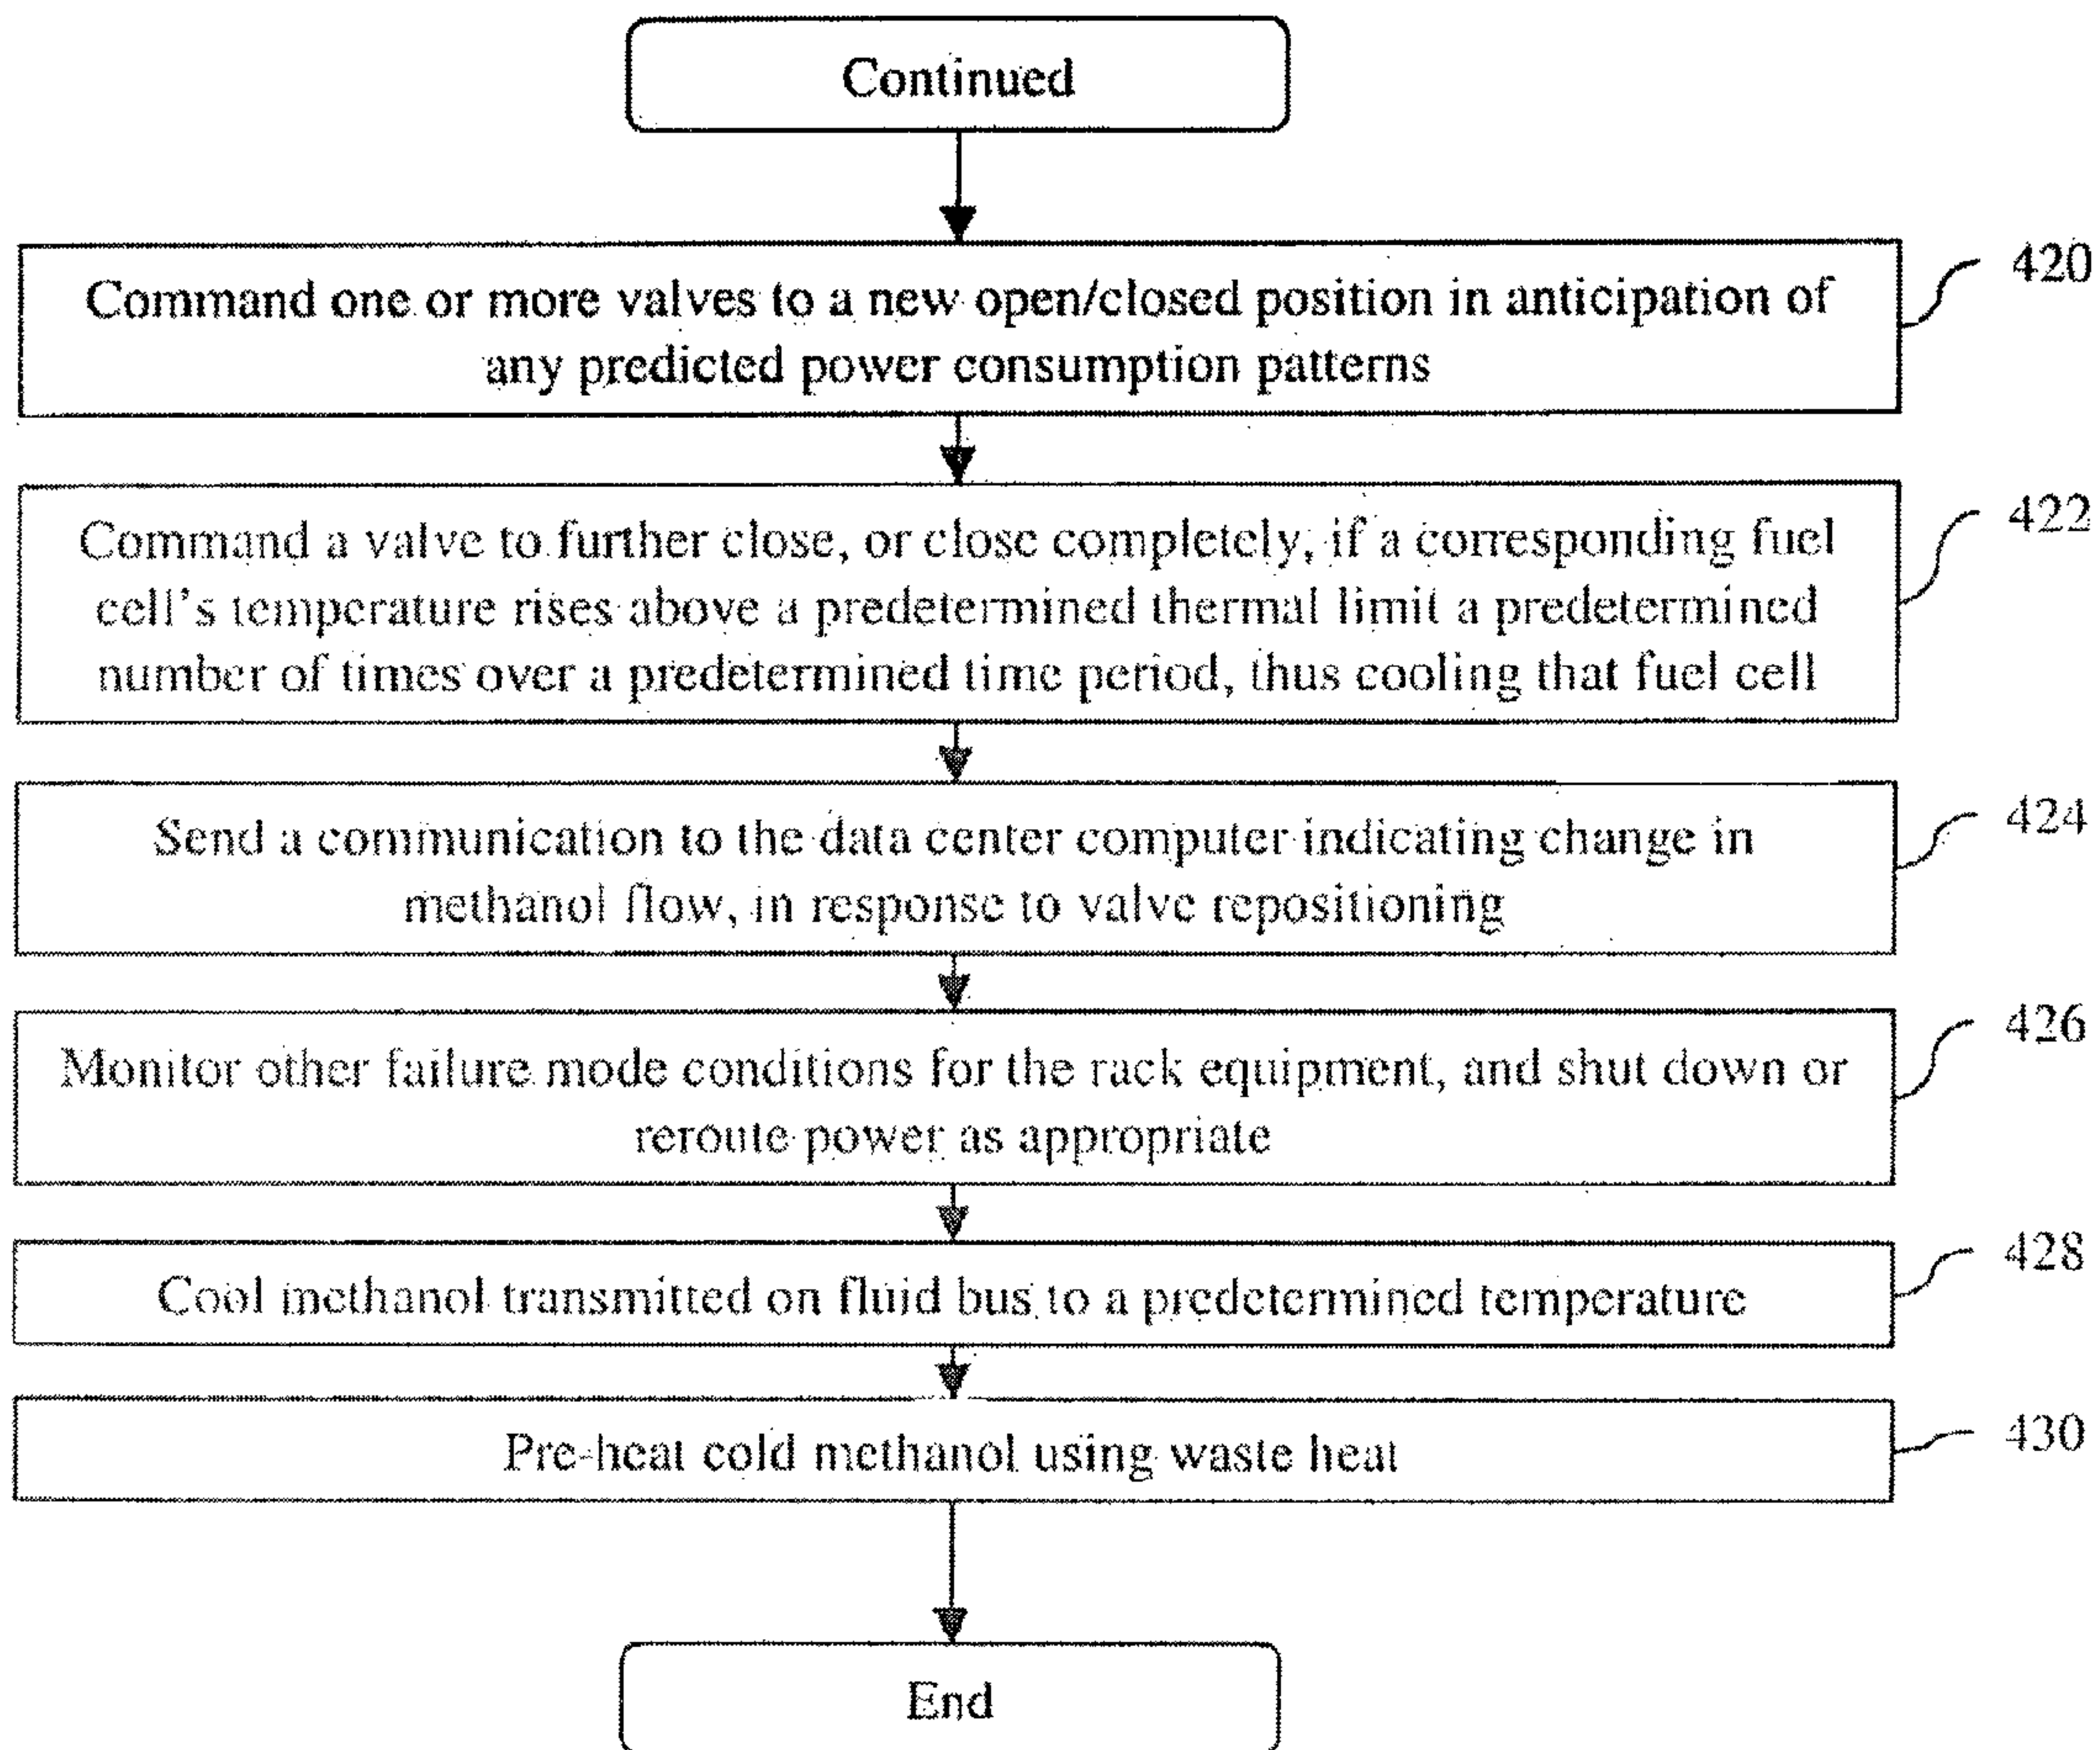 Continued
Command one or more valves to a new open/closed position in anticipation of
any predicted power consumption patterns
420
Command a valve to further close, or close completely, if a corresponding fuel
cell's temperature rises above a predetermined thermal limit a predetermined
number of times over a predetermined time period, thus cooling that fuel cell
422
Send a communication to the data center computer indicating change in
methanol flow, in response to valve repositioning
424
Monitor other failure mode conditions for the rack equipment, and shut down or
reroute power as appropriate
426
Cool methanol transmitted on fluid bus to a predetermined temperature
428
Pre-heat cold methanol using waste heat
430
End